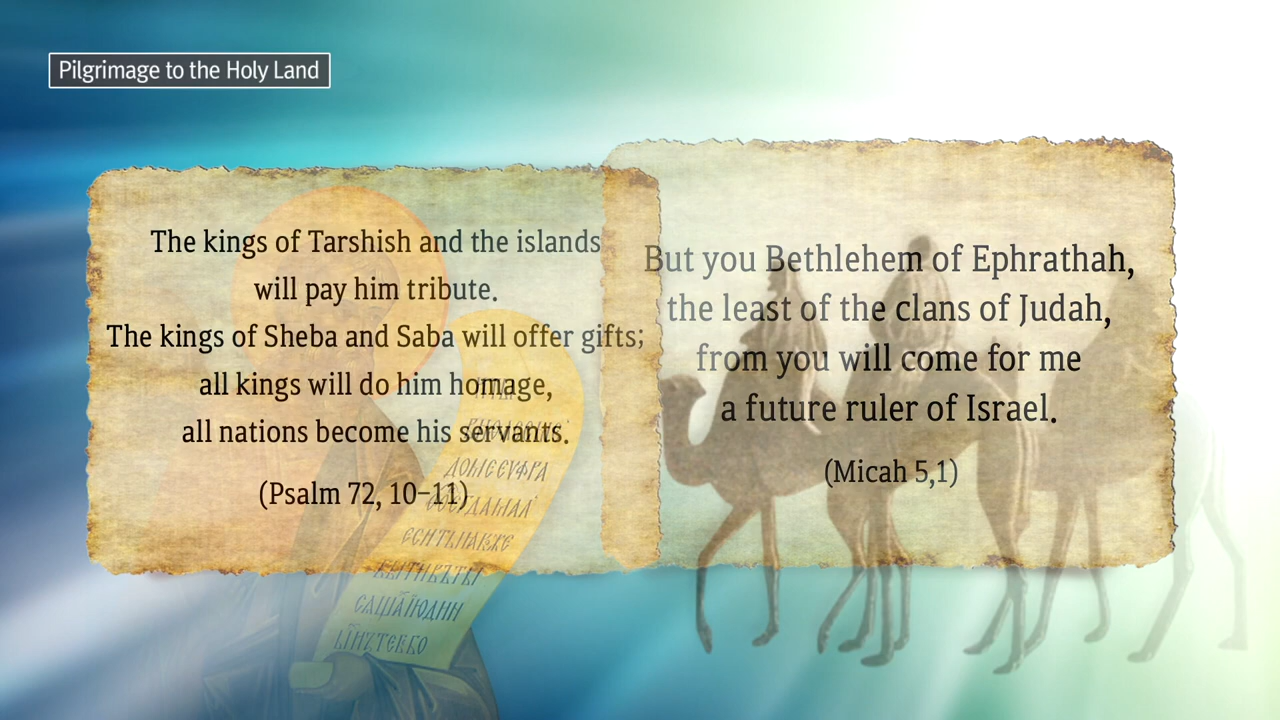 Pilgrimage to the Holy Land
The kings of Tarshish and the islands
will pay him tribute.
The kings of Sheba and Saba will offer gifts;
all kings will do him homage,
all nations become his servants.
(Psalm 72, 10–11)
But you Bethlehem of Ephrathah,
the least of the clans of Judah,
from you will come for me
a future ruler of Israel.
(Micah 5,1)